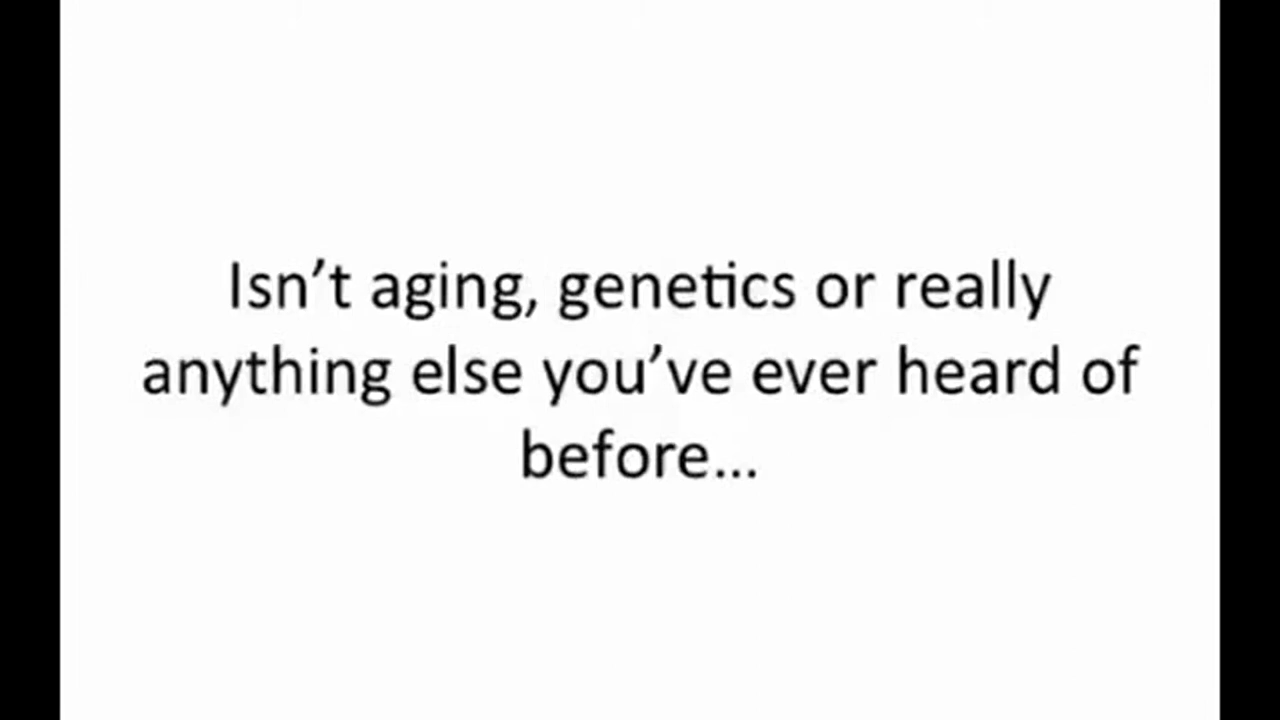 Isn’t aging, genetics or really
anything else you’ve ever heard of
before...